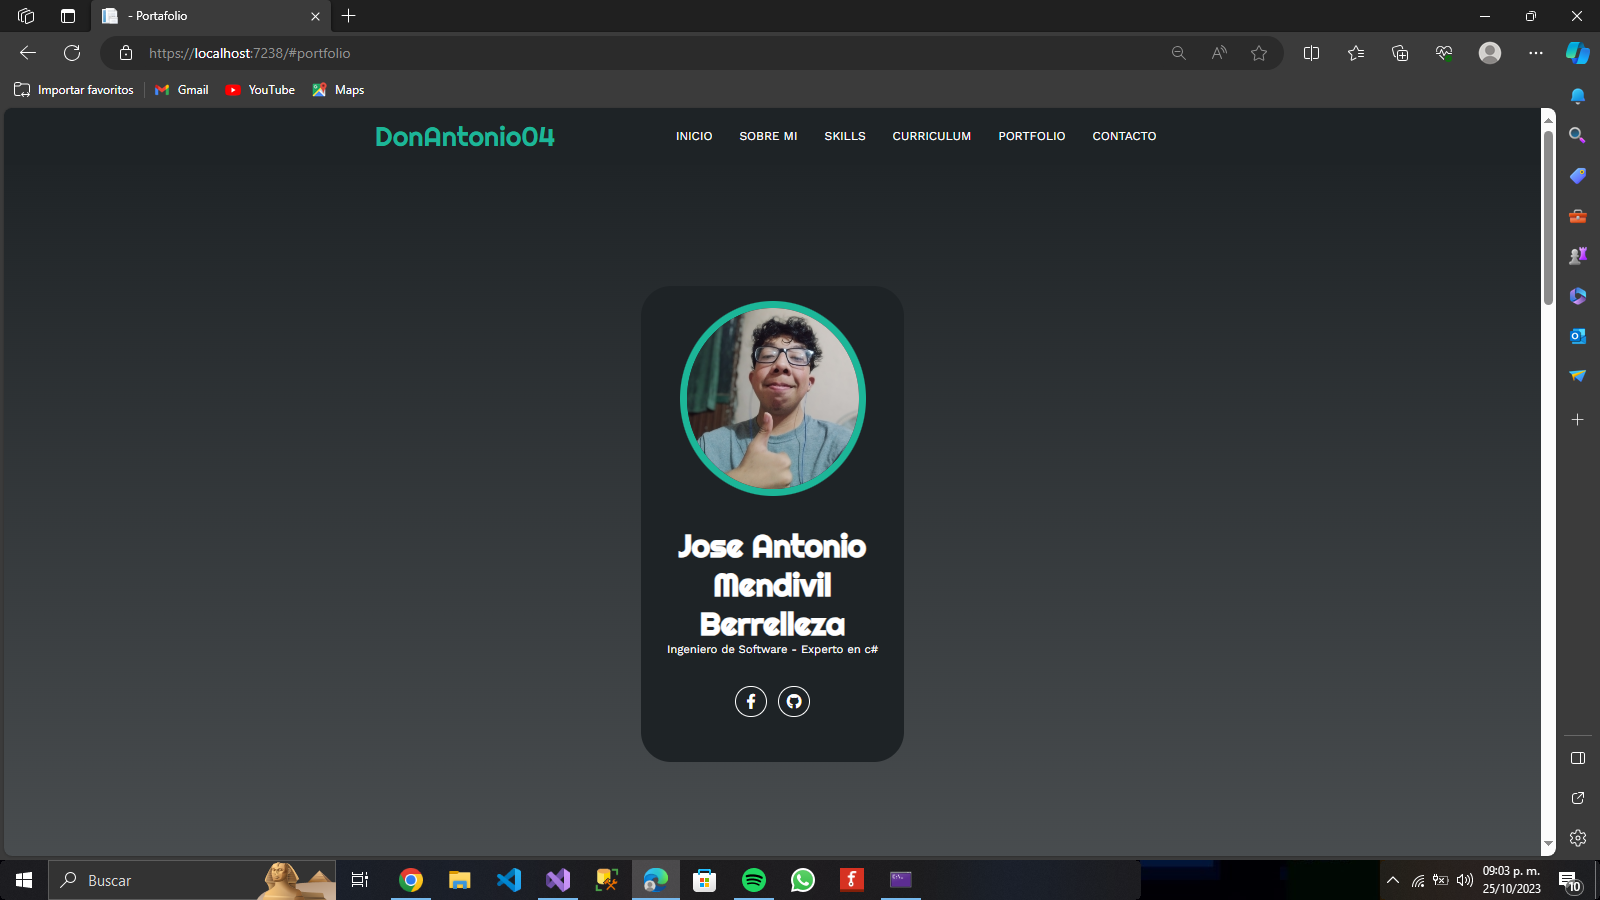 - Portafolio
https://localhost:7238/#portfolio
Importar favoritos
Gmail
YouTube
Maps
DonAntonio04
INICIO
SOBRE MI
SKILLS
CURRICULUM
PORTFOLIO
CONTACTO
Jose Antonio
Mendivil
Berrelleza
Ingeniero de Software - Experto en c#
Buscar
09:03 p. m.
25/10/2023
10